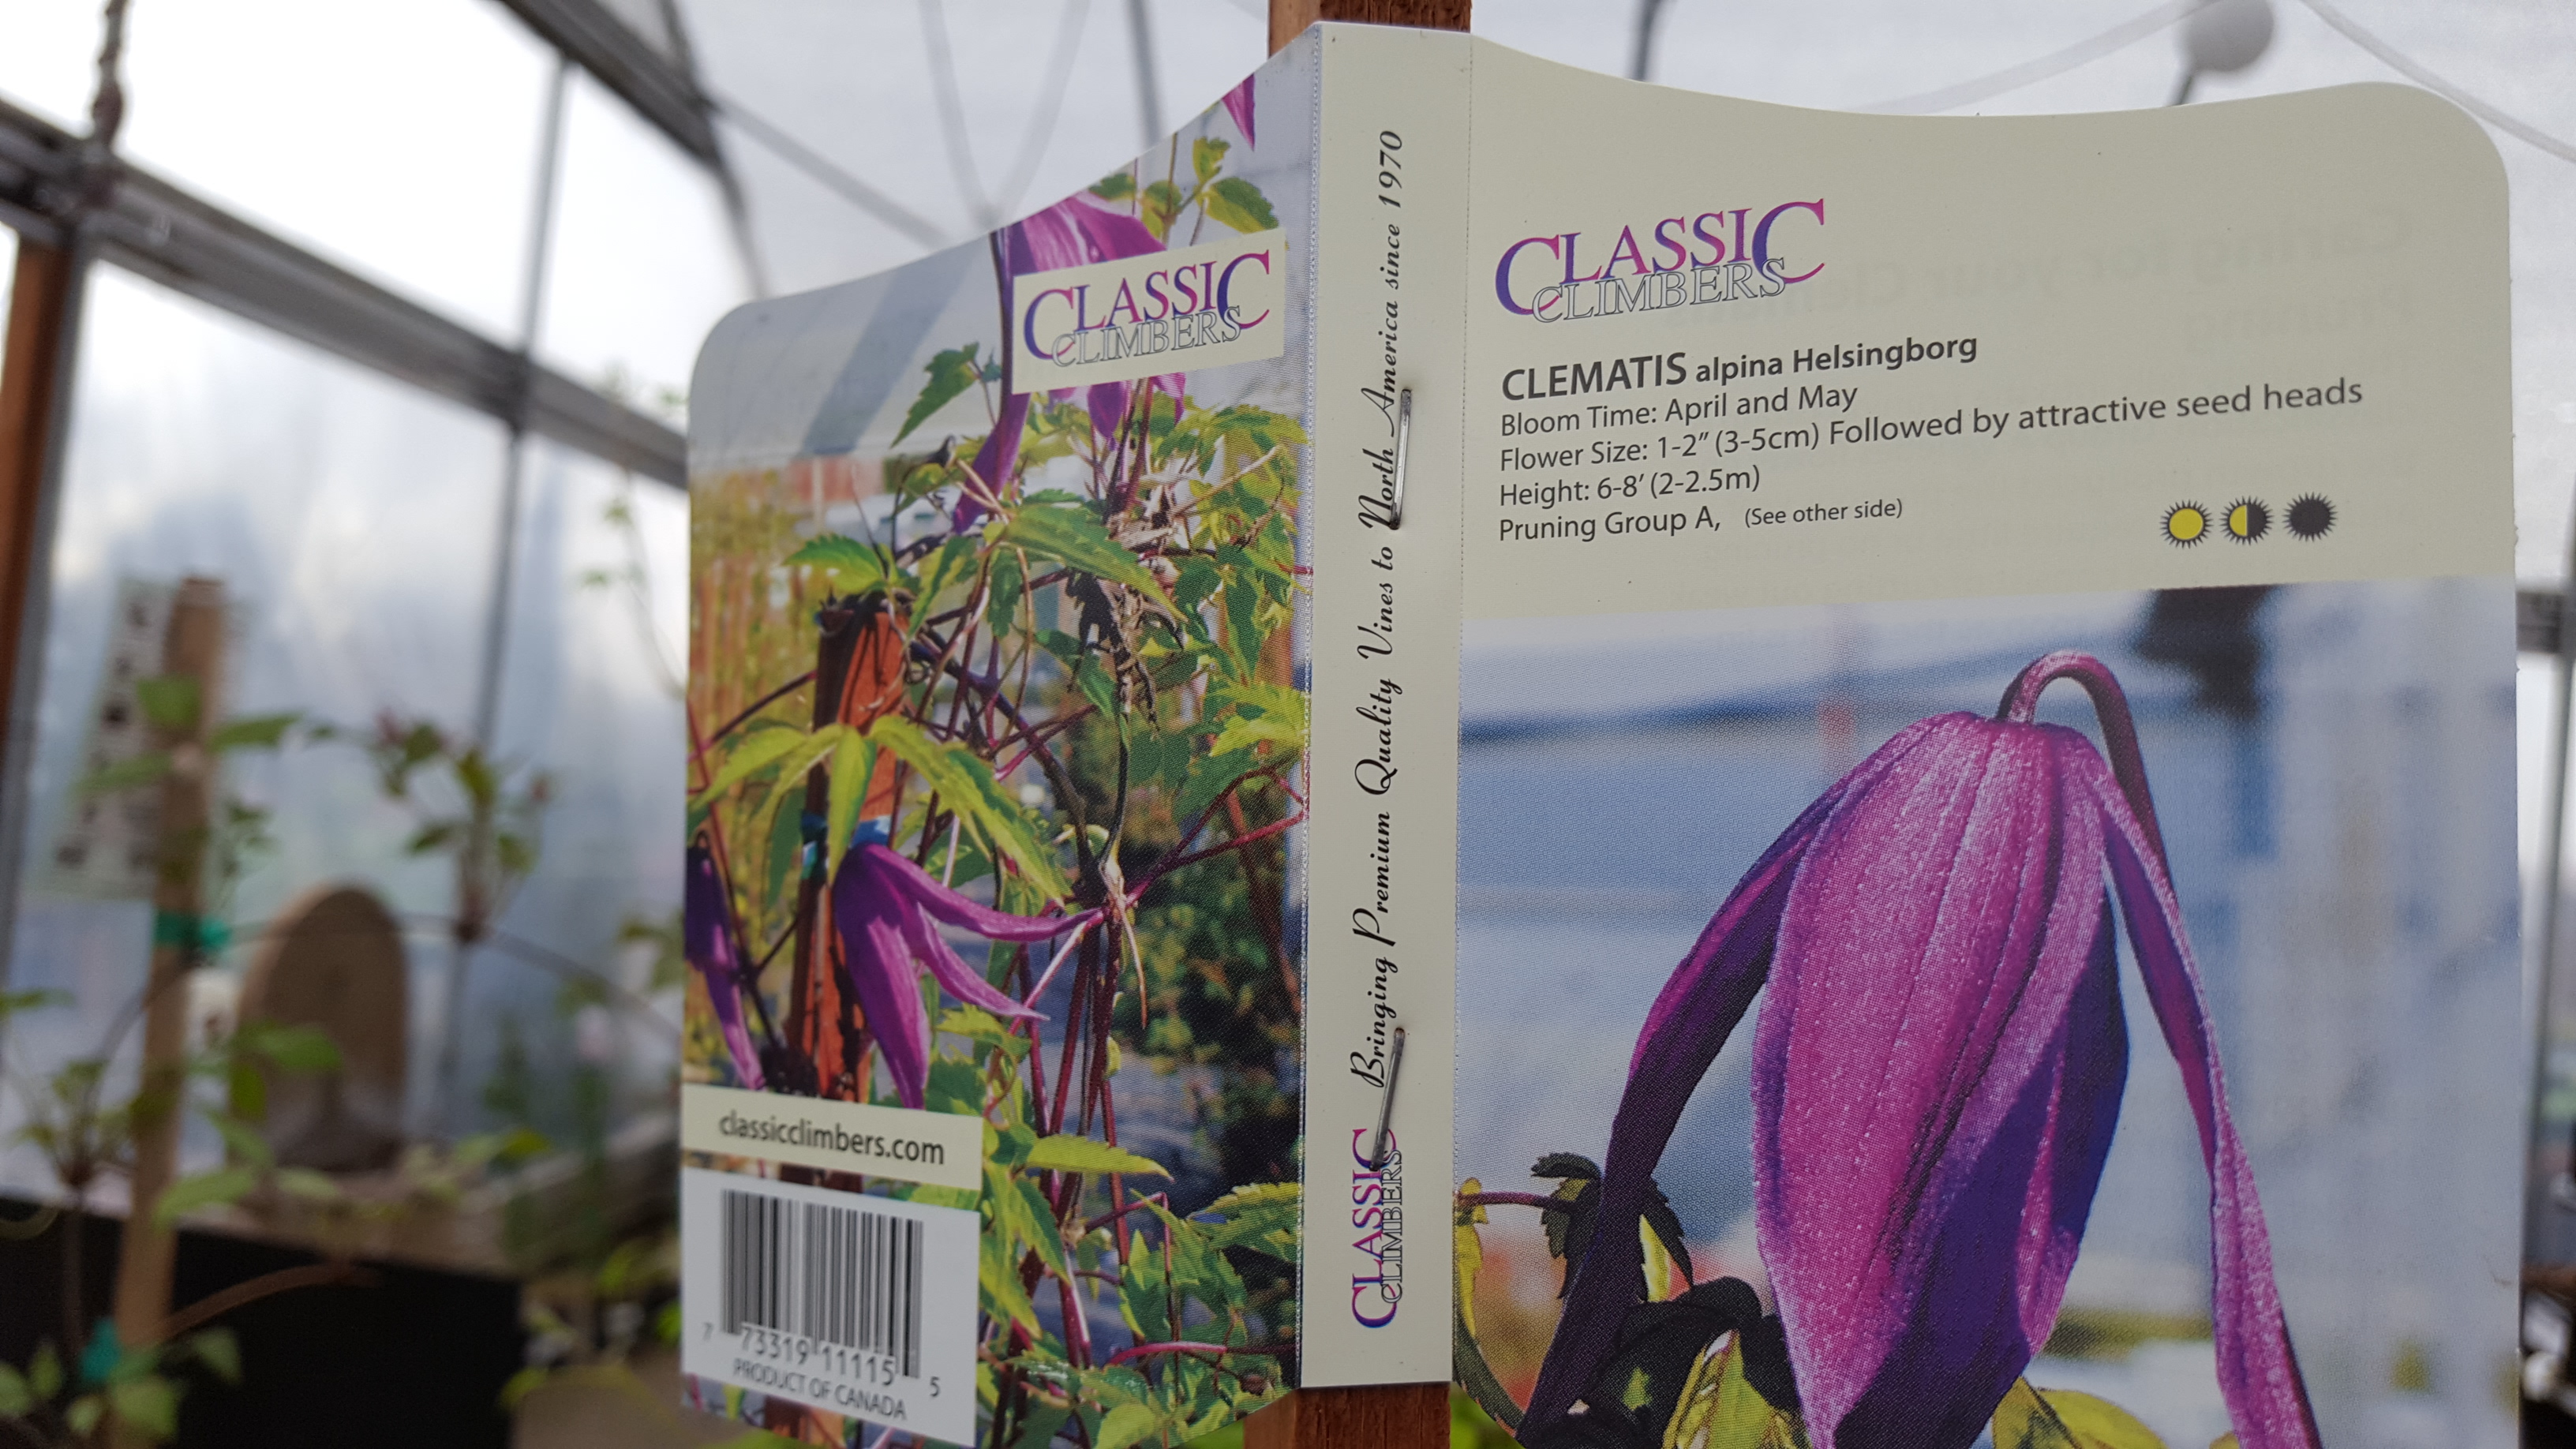 CLASSIC
CLIMBERS
classicclimbers.com
7 73319 11115 5
PRODUCT OF CANADA
CLASSIC
CLIMBERS
Bringing Premium Quality Vines to North America since 1970
CLASSIC
CLIMBERS
CLEMATIS alpina Helsingborg
Bloom Time: April and May
Flower Size: 1-2” (3-5cm) Followed by attractive seed heads
Height: 6-8’ (2-2.5m)
Pruning Group A, (See other side)